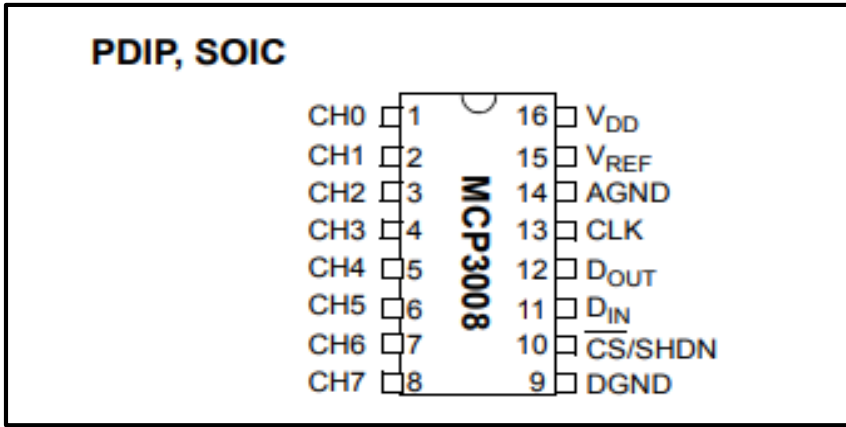 PDIP, SOIC
CH0 1 16 VDD
CH1 2 15 VREF
CH2 3 14 AGND
CH3 4 13 CLK
CH4 5 12 DOUT
CH5 6 11 DIN
CH6 7 10 C̅S̅/SHDN
CH7 8 9 DGND
MCP3008